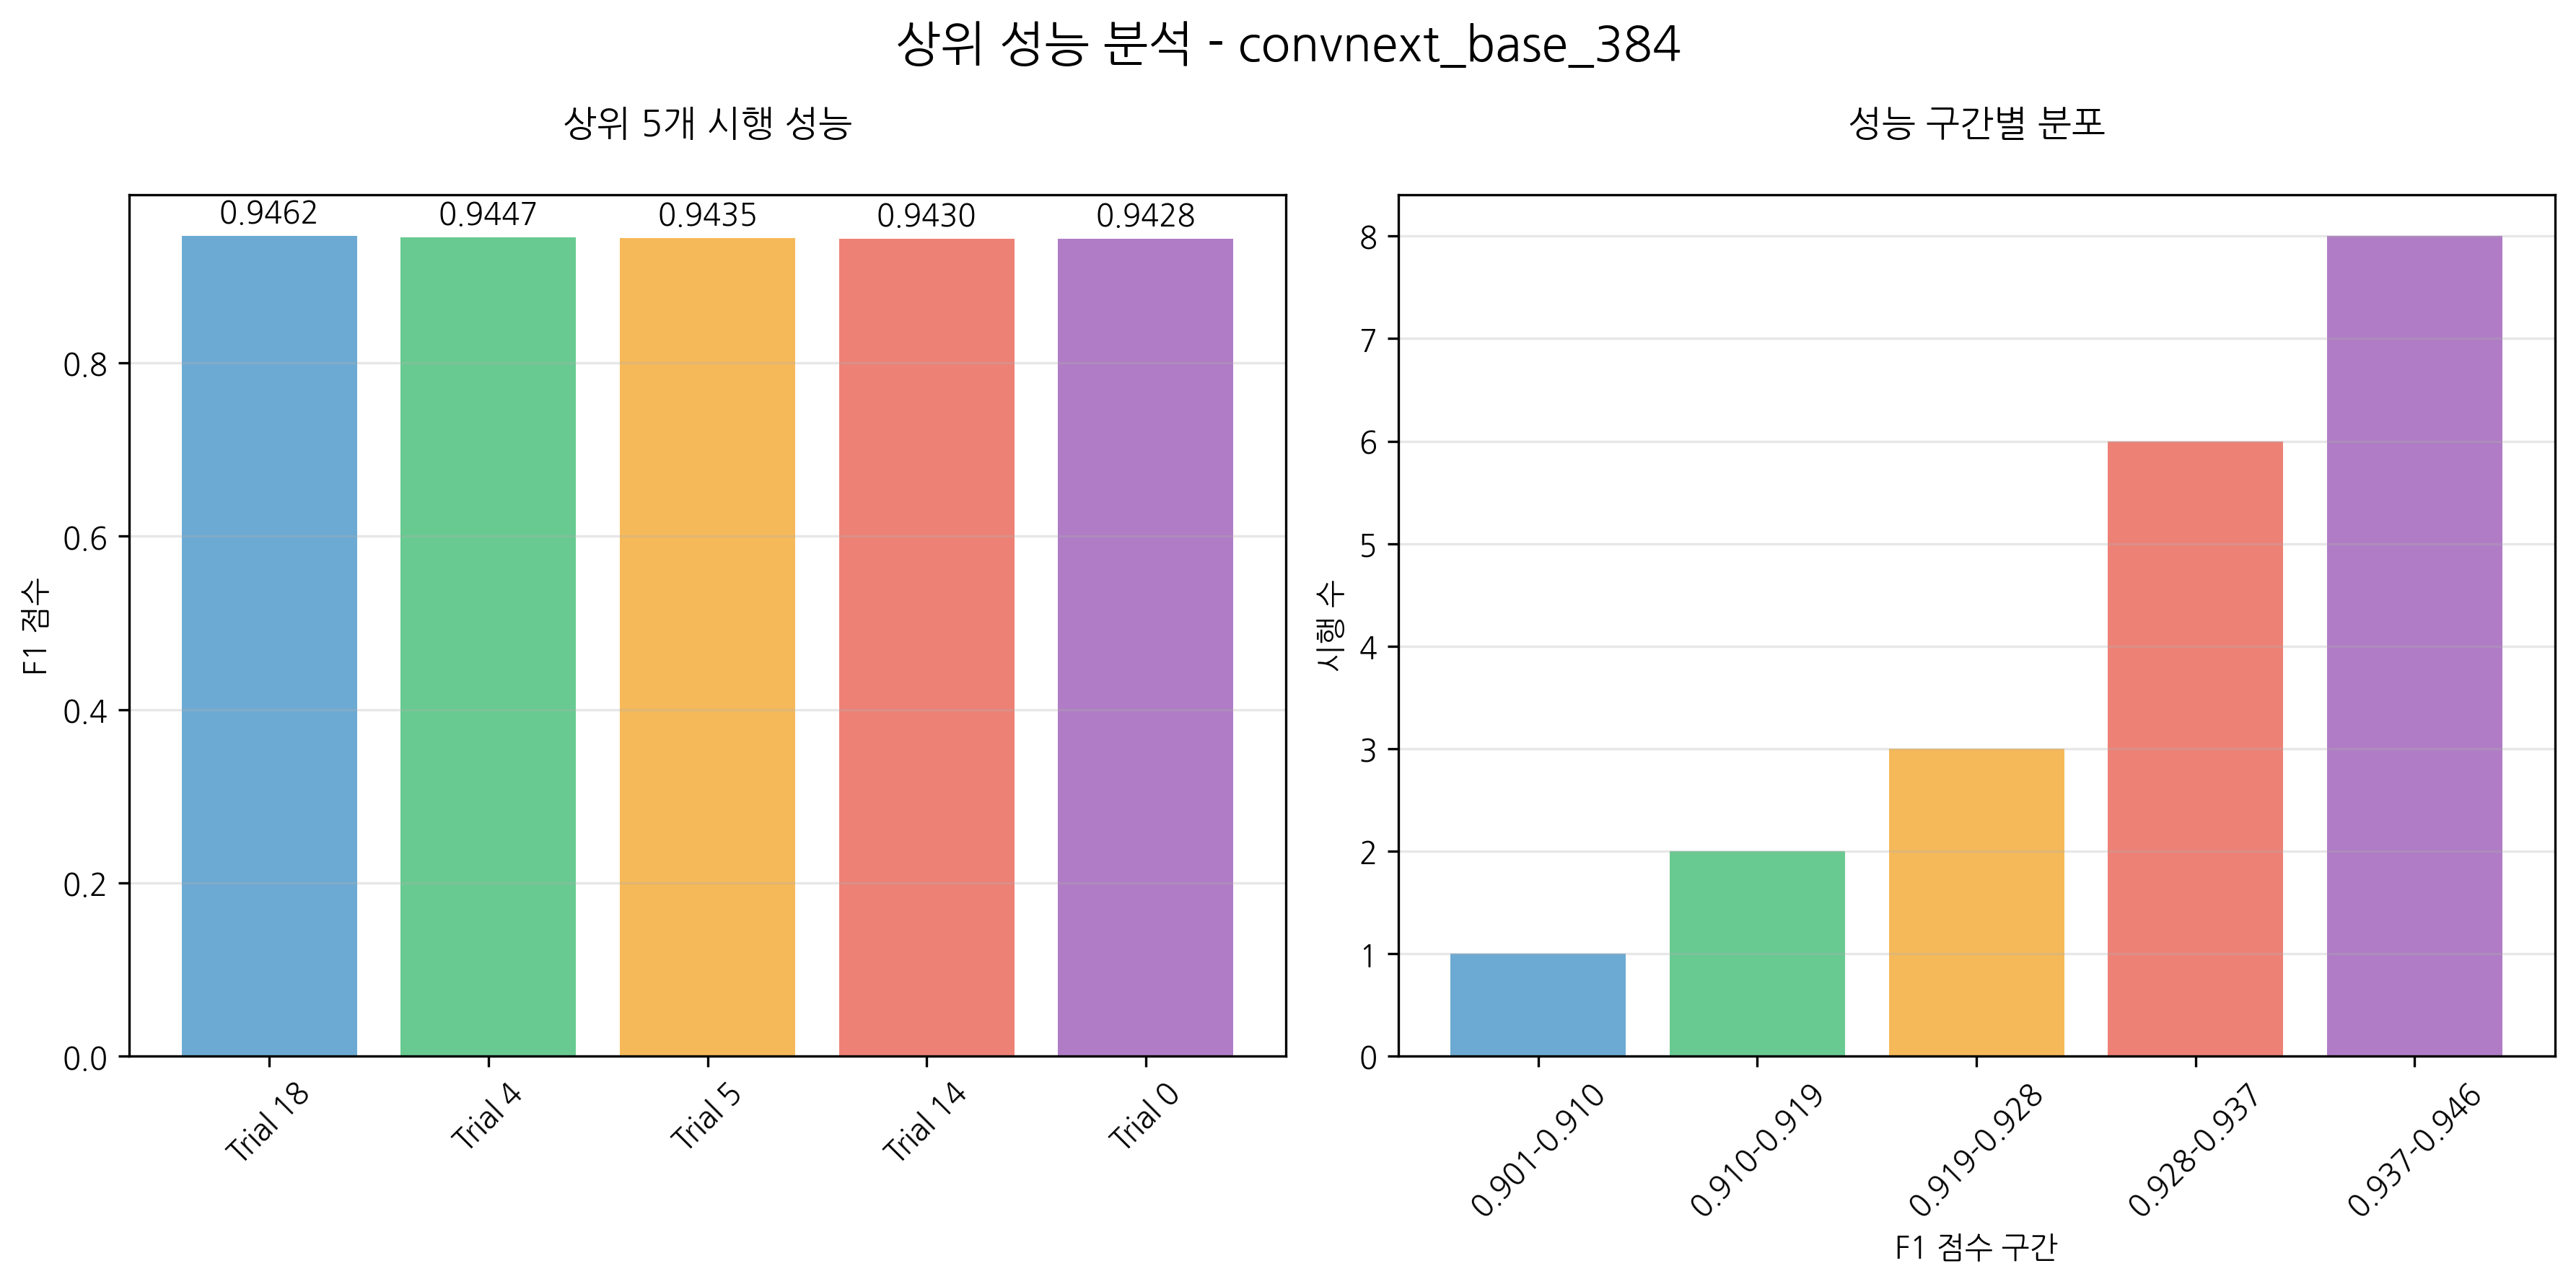 상위 성능 분석 - convnext_base_384
상위 5개 시행 성능
F1 점수
0.8
0.6
0.4
0.2
0.0
0.9462
0.9447
0.9435
0.9430
0.9428
Trial 18
Trial 4
Trial 5
Trial 14
Trial 0
성능 구간별 분포
시행 수
8
7
6
5
4
3
2
1
0
0.901-0.910
0.910-0.919
0.919-0.928
0.928-0.937
0.937-0.946
F1 점수 구간